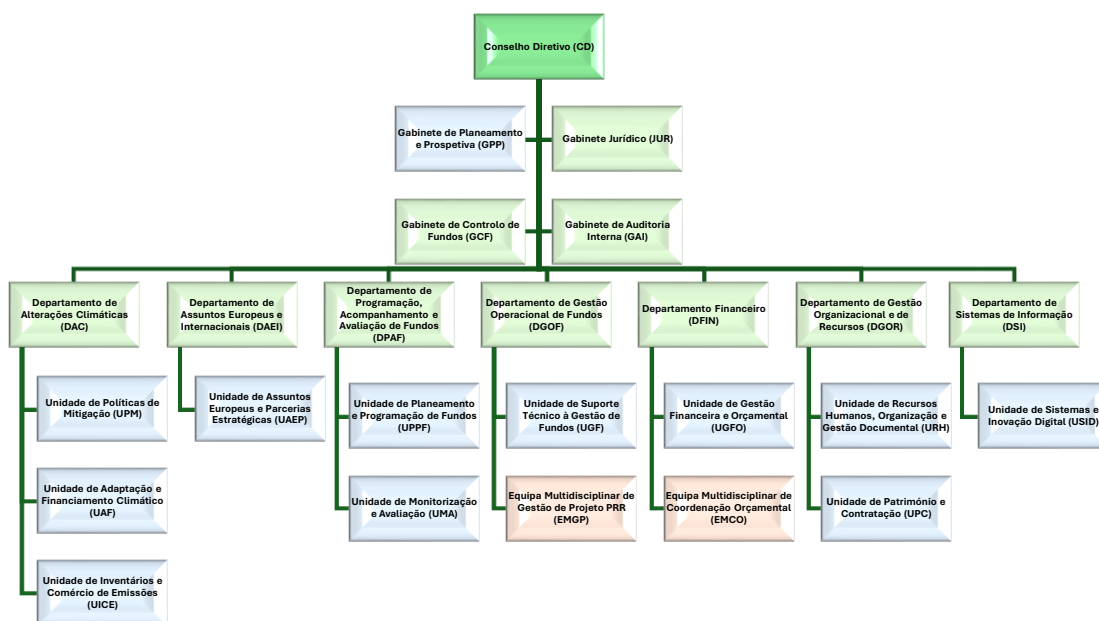 Conselho Diretivo (CD)
Gabinete de Planeamento
e Prospetiva (GPP)
Gabinete Jurídico (JUR)
Gabinete de Controlo de
Fundos (GCF)
Gabinete de Auditoria
Interna (GAI)
Departamento de
Alterações Climáticas
(DAC)
Departamento de
Assuntos Europeus e
Internacionais (DAEI)
Departamento de
Programação,
Acompanhamento e
Avaliação de Fundos
(DPAF)
Departamento de Gestão
Operacional de Fundos
(DGOF)
Departamento Financeiro
(DFIN)
Departamento de Gestão
Organizacional e de
Recursos (DGOR)
Departamento de
Sistemas de Informação
(DSI)
Unidade de Políticas de
Mitigação (UPM)
Unidade de Assuntos
Europeus e Parcerias
Estratégicas (UAEP)
Unidade de Planeamento
e Programação de Fundos
(UPPF)
Unidade de Suporte
Técnico à Gestão de
Fundos (UGF)
Unidade de Gestão
Financeira e Orçamental
(UGFO)
Unidade de Recursos
Humanos, Organização e
Gestão Documental (URH)
Unidade de Sistemas e
Inovação Digital (USID)
Unidade de Adaptação e
Financiamento Climático
(UAF)
Unidade de Monitorização
e Avaliação (UMA)
Equipa Multidisciplinar de
Gestão de Projeto PRR
(EMGP)
Equipa Multidisciplinar de
Coordenação Orçamental
(EMCO)
Unidade de Património e
Contratação (UPC)
Unidade de Inventários e
Comércio de Emissões
(UICE)